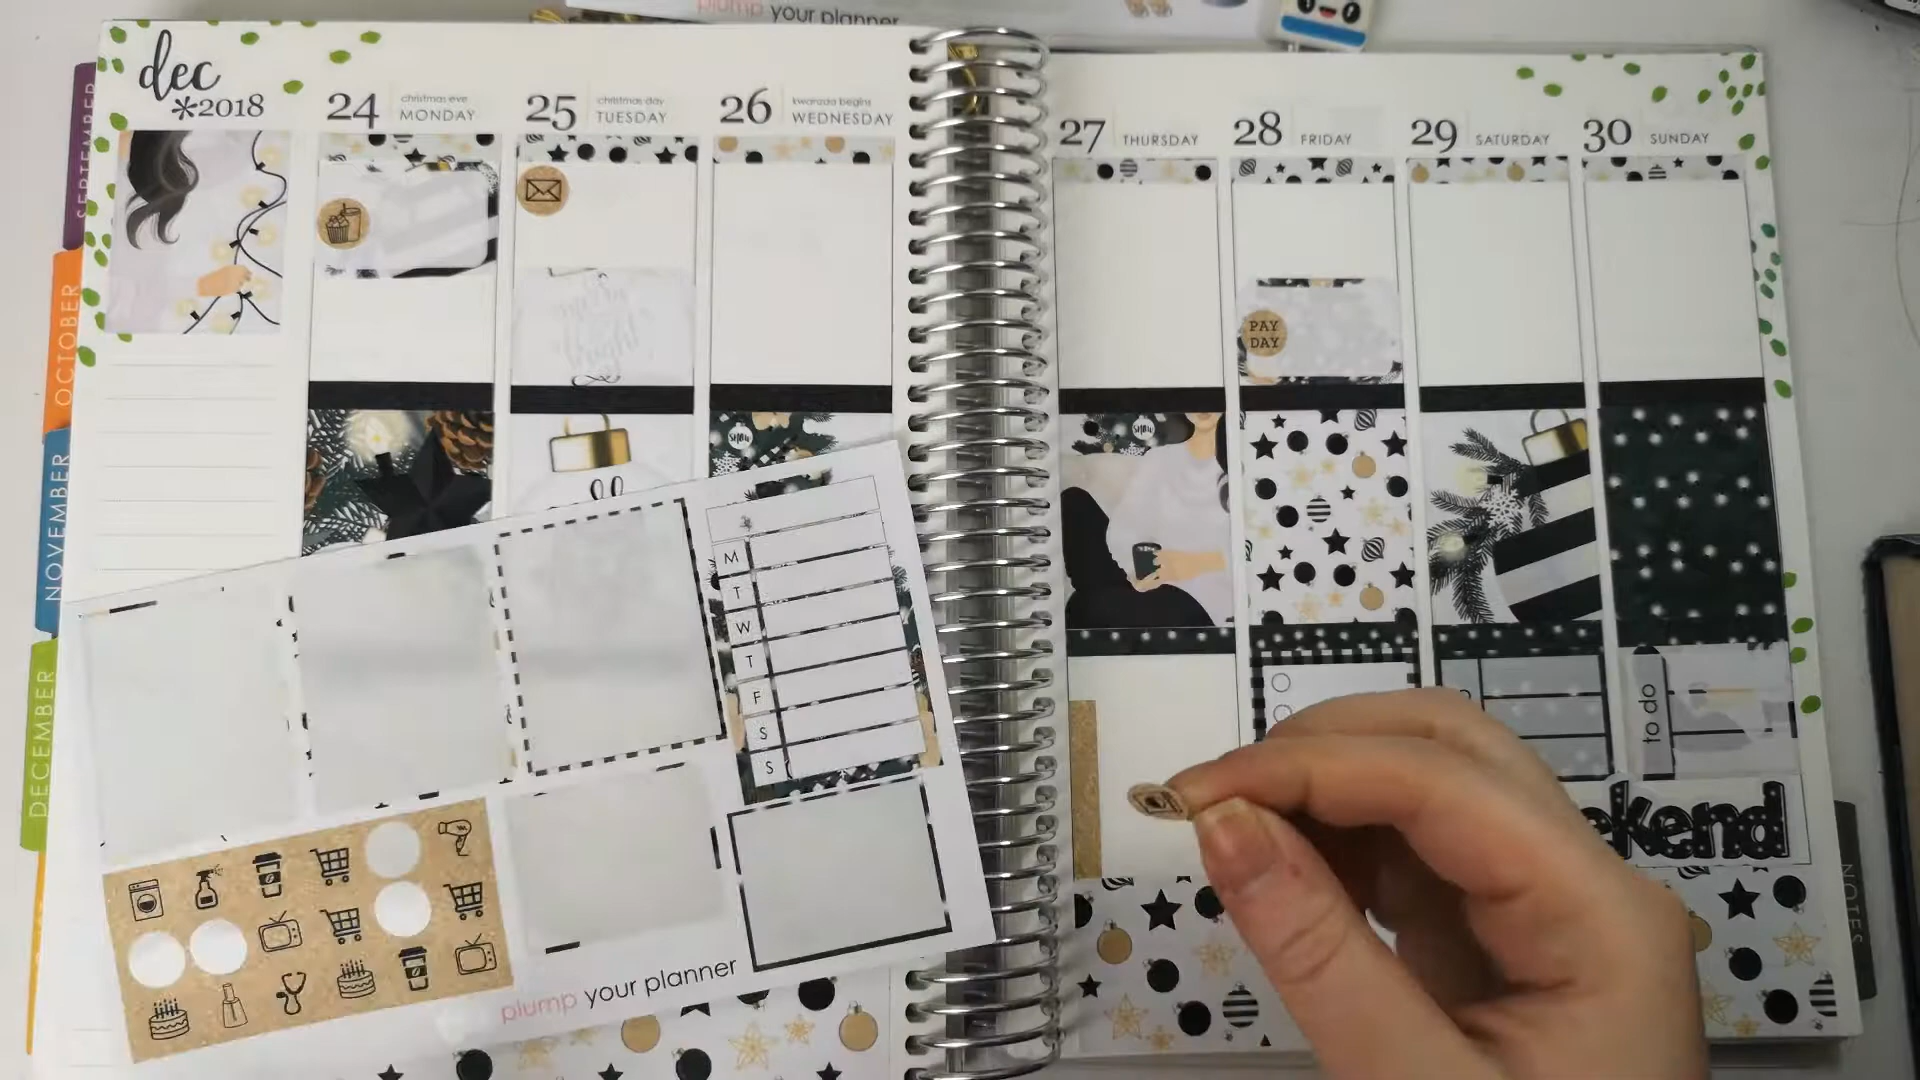 plump your planner
dec
*2018
24 christmas eve MONDAY
25 christmas day TUESDAY
26 kwanzaa begins WEDNESDAY
27 THURSDAY
28 FRIDAY
29 SATURDAY
30 SUNDAY
SEPTEMBER
OCTOBER
NOVEMBER
DECEMBER
merry
bright
PAY
DAY
SNOW
SNOW
M
T
W
T
F
S
S
to do
ekend
NOTES
plump your planner